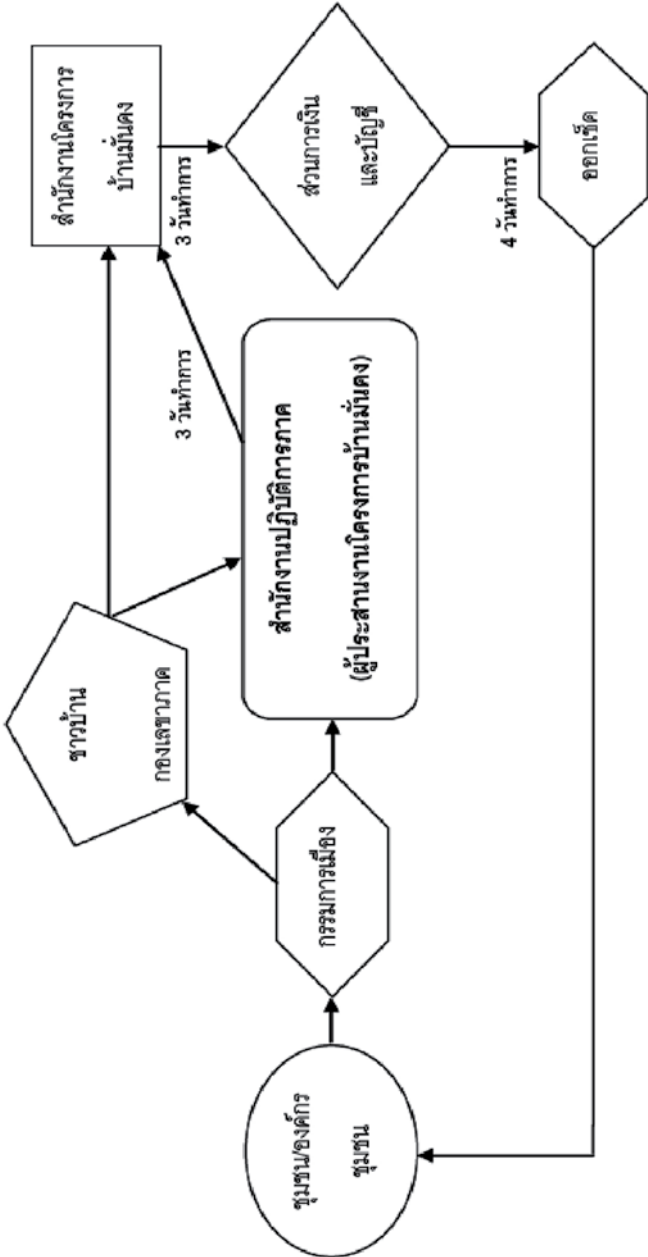 ชาวบ้าน
กองเลขาภาค
สำนักงานโครงการ
บ้านมั่นคง
3 วันทำการ
3 วันทำการ
ชุมชน/องค์กร
ชุมชน
กรรมการเมือง
สำนักงานปฏิบัติการภาค
(ผู้ประสานงานโครงการบ้านมั่นคง)
ส่วนการเงิน
และบัญชี
4 วันทำการ
ออกเช็ค